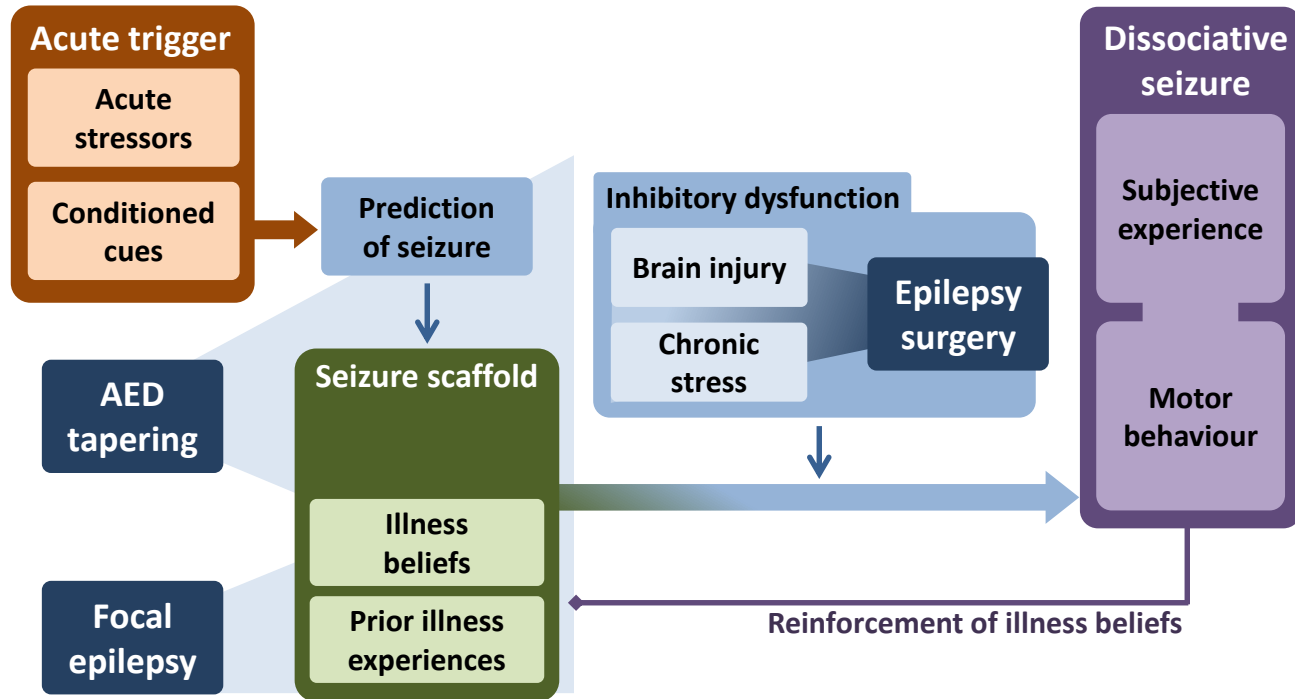 Acute trigger
Acute
stressors
Conditioned
cues
Prediction
of seizure
AED
tapering
Focal
epilepsy
Seizure scaffold
Illness
beliefs
Prior illness
experiences
Inhibitory dysfunction
Brain injury
Chronic
stress
Epilepsy
surgery
Dissociative
seizure
Subjective
experience
Motor
behaviour
Reinforcement of illness beliefs